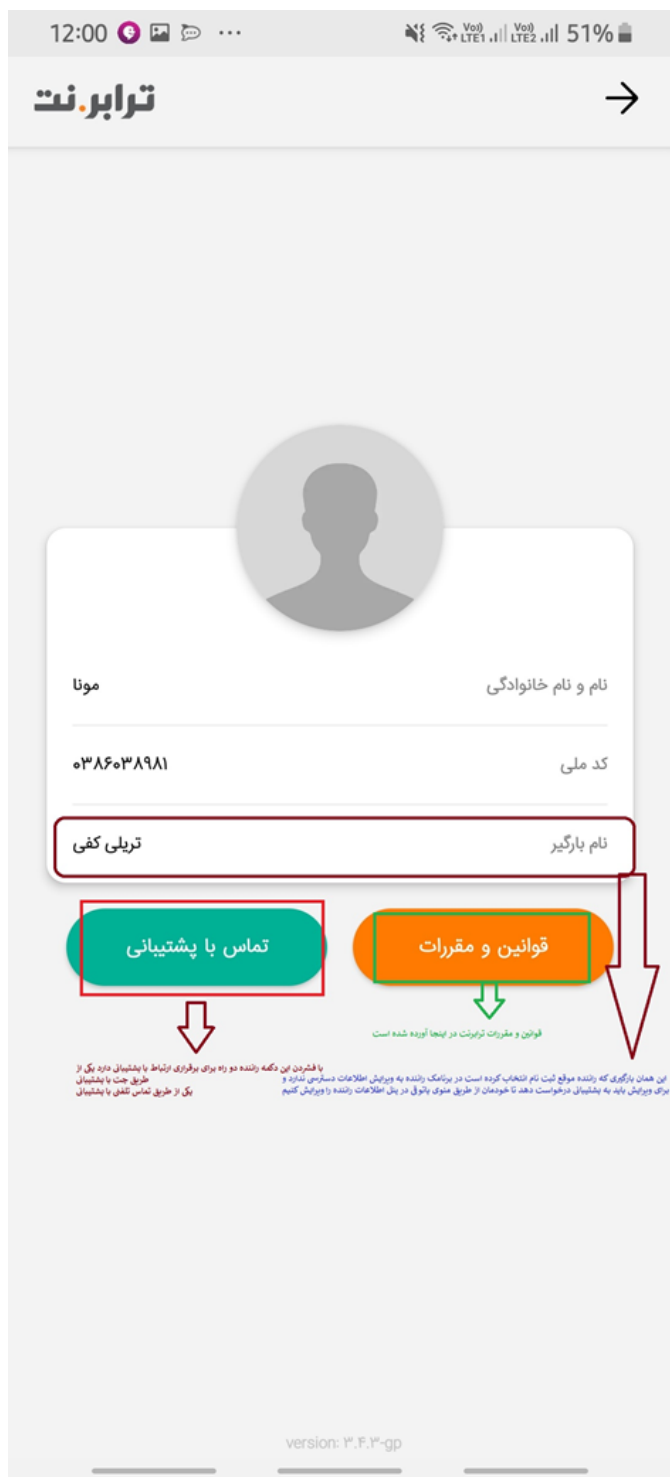 12:00 ... LTE1 LTE2 51%
ترابر.نت
نام و نام خانوادگی مونا
کد ملی ۰۳۸۶۰۳۸۹۸۱
نام بارگیر تریلی کفی
قوانین و مقررات
تماس با پشتیبانی
قوانین و مقررات ترابرنت در اینجا آورده شده است
با فشردن این دکمه راننده دو راه برای برقراری ارتباط با پشتیبانی دارد یکی از
طریق چت با پشتیبانی
یکی از طریق تماس تلفنی با پشتیبانی
این همان بارگیری که راننده موقع ثبت نام انتخاب کرده است در برنامک راننده به ویرایش اطلاعات دسترسی ندارد و
برای ویرایش باید به پشتیبانی درخواست دهد تا خودمان از طریق منوی یاتوق در پنل اطلاعات راننده را ویرایش کنیم
version: ۳.۴.۳-gp